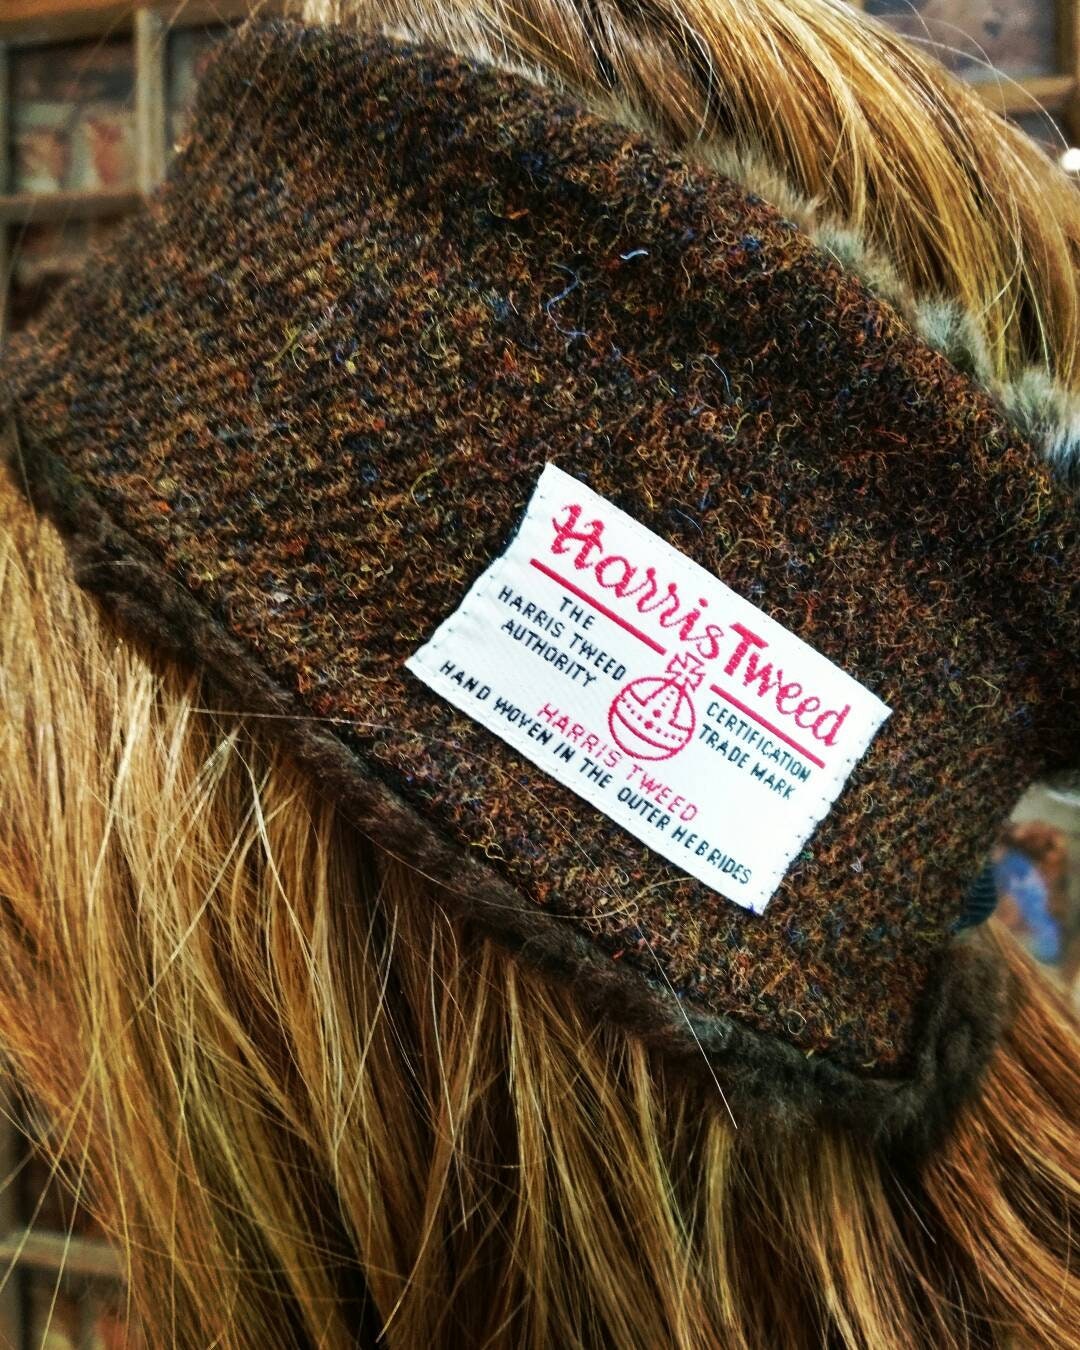 Harris Tweed
THE
HARRIS TWEED
AUTHORITY
CERTIFICATION
TRADE MARK
HARRIS TWEED
HAND WOVEN IN THE OUTER HEBRIDES